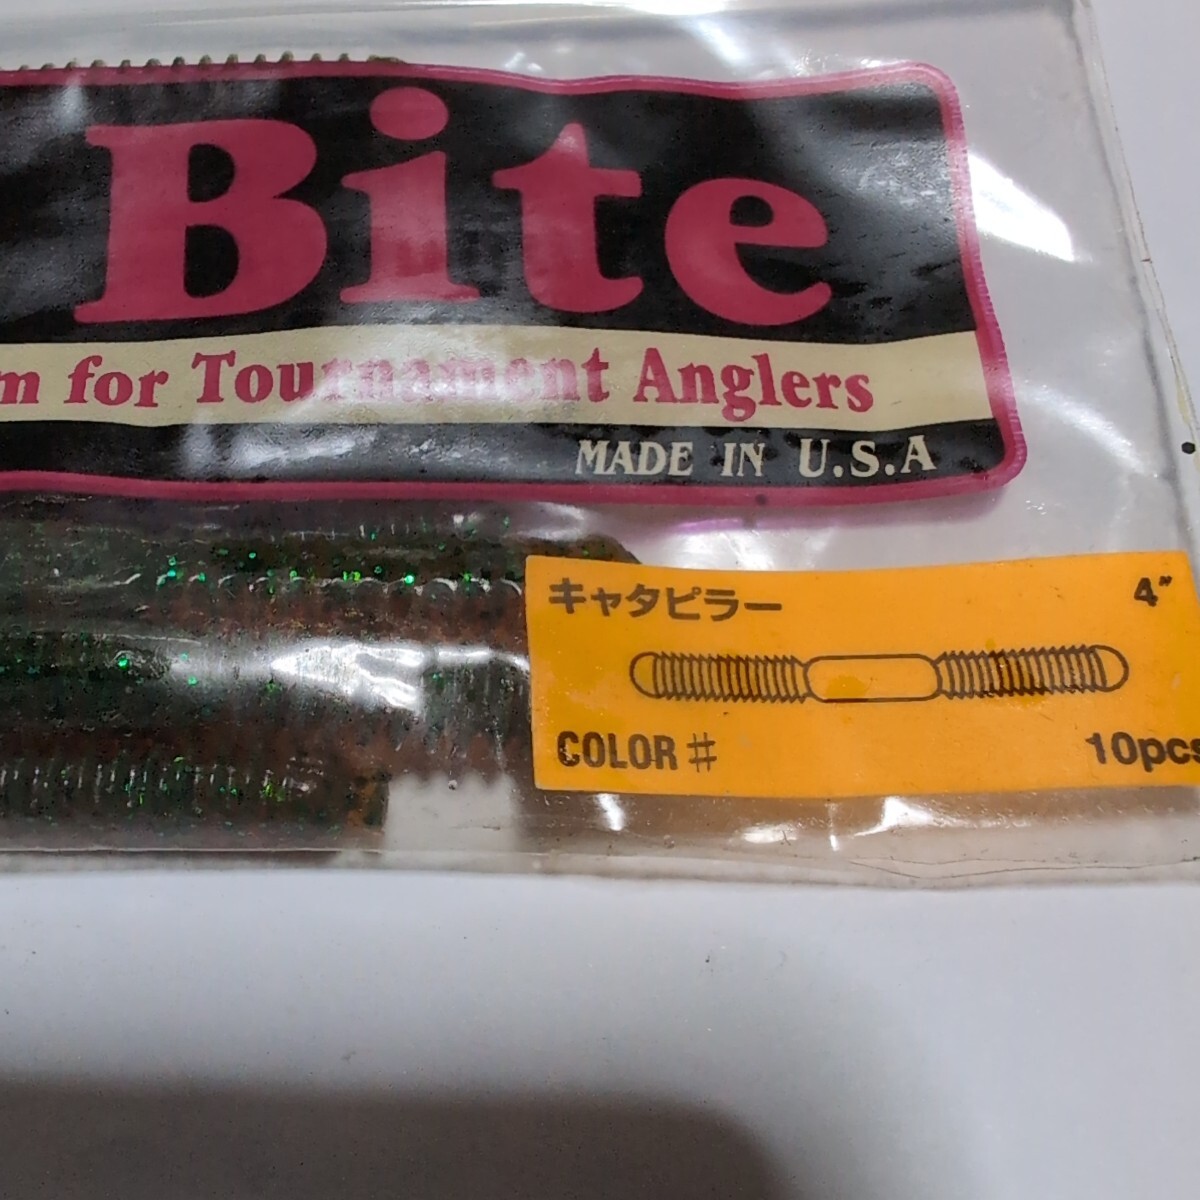 Bite
m for Tournament Anglers
MADE IN U.S.A
キャタピラー 4"
COLOR # 10pcs